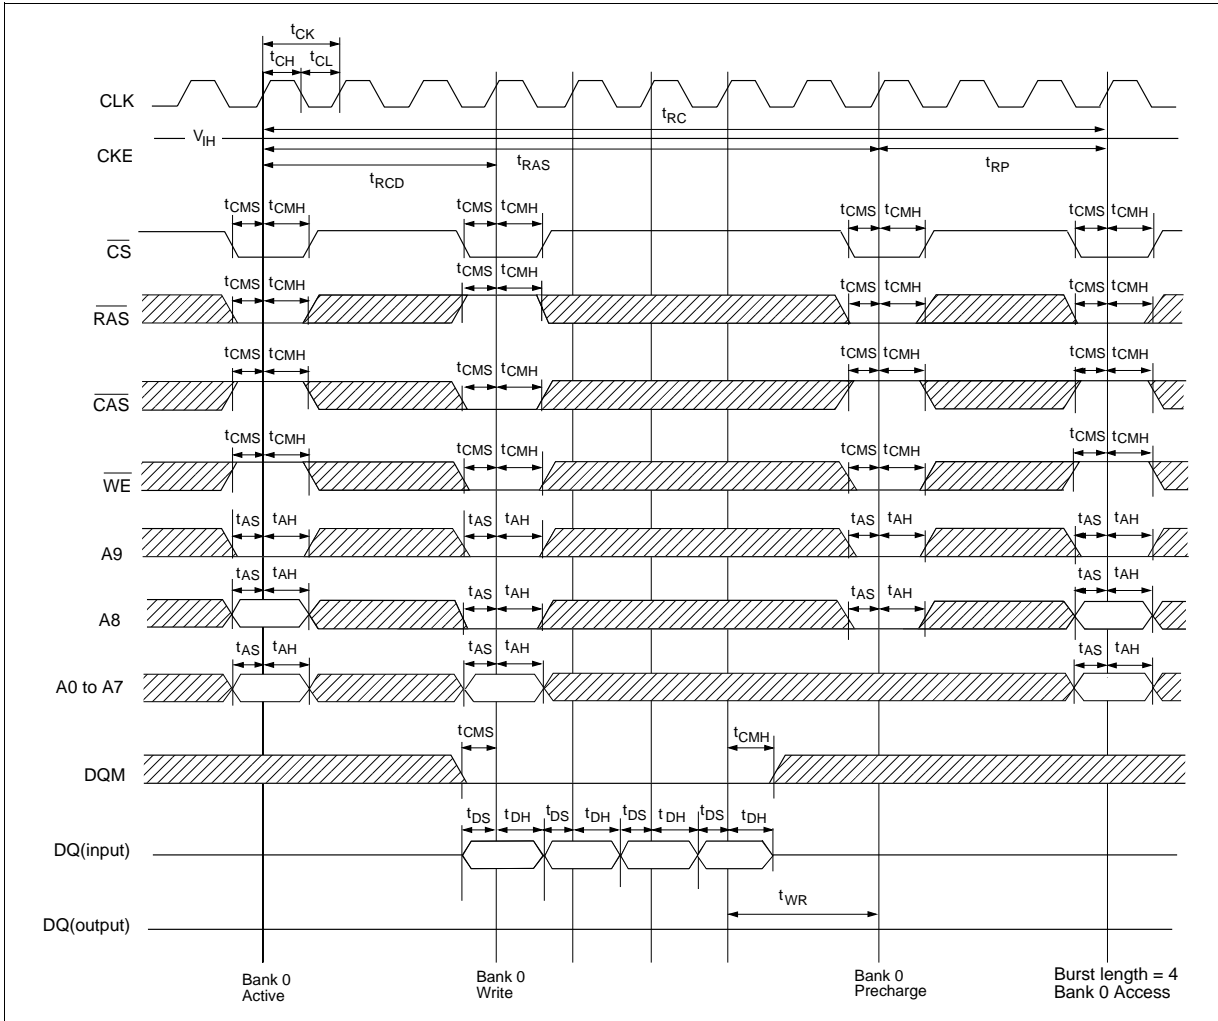 tCK
tCH tCL
CLK
tRC
VIH
CKE
tRAS
tRP
tRCD
tCMS tCMH tCMS tCMH tCMS tCMH tCMS tCMH
CS
tCMS tCMH tCMS tCMH tCMS tCMH tCMS tCMH
RAS
tCMS tCMH tCMS tCMH tCMS tCMH tCMS tCMH
CAS
tCMS tCMH tCMS tCMH tCMS tCMH tCMS tCMH
WE
tAS tAH tAS tAH tAS tAH tAS tAH
A9
tAS tAH tAS tAH tAS tAH tAS tAH
A8
tAS tAH tAS tAH tAS tAH
A0 to A7
tCMS tCMH
DQM
tDS tDH tDS tDH tDS tDH tDS tDH
DQ(input)
tWR
DQ(output)
Bank 0
Active
Bank 0
Write
Bank 0
Precharge
Burst length = 4
Bank 0 Access